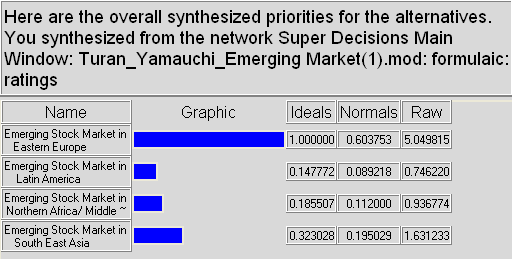 Here are the overall synthesized priorities for the alternatives.
You synthesized from the network Super Decisions Main
Window: Turan_Yamauchi_Emerging Market(1).mod: formulaic:
ratings
Name Graphic Ideals Normals Raw
Emerging Stock Market in
Eastern Europe
1.000000 0.603753 5.049815
Emerging Stock Market in
Latin America
0.147772 0.089218 0.746220
Emerging Stock Market in
Northern Africa/ Middle ~
0.185507 0.112000 0.936774
Emerging Stock Market in
South East Asia
0.323028 0.195029 1.631233